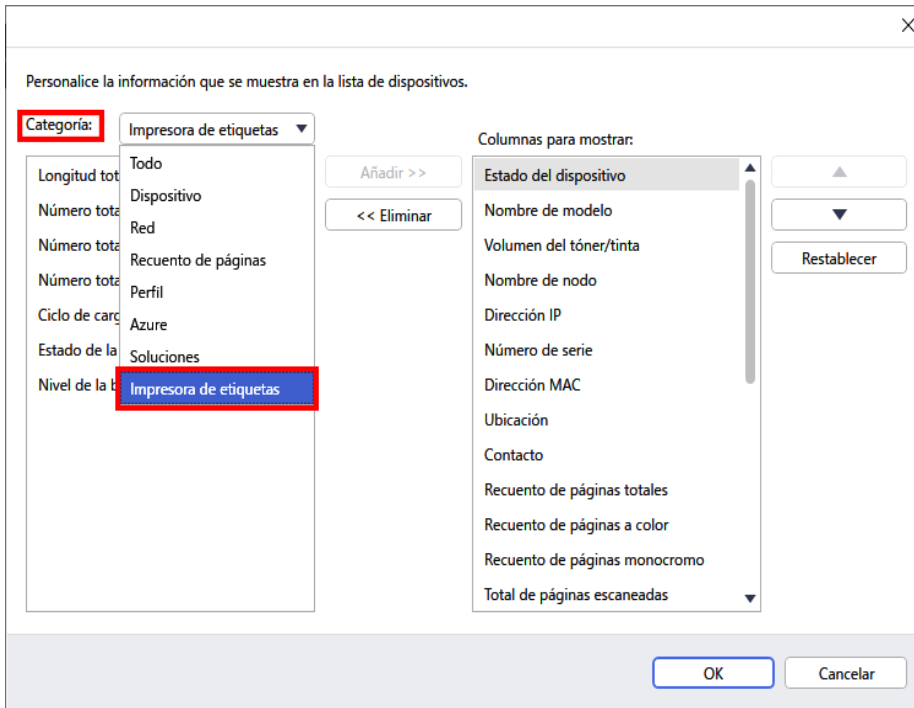 Personalice la información que se muestra en la lista de dispositivos.
Categoría:
Impresora de etiquetas
Todo
Dispositivo
Red
Recuento de páginas
Perfil
Azure
Soluciones
Impresora de etiquetas
Longitud tot
Número tota
Número tota
Número tota
Ciclo de carg
Estado de la
Nivel de la b
Añadir >>
<< Eliminar
Columnas para mostrar:
Estado del dispositivo
Nombre de modelo
Volumen del tóner/tinta
Nombre de nodo
Dirección IP
Número de serie
Dirección MAC
Ubicación
Contacto
Recuento de páginas totales
Recuento de páginas a color
Recuento de páginas monocromo
Total de páginas escaneadas
Restablecer
OK
Cancelar